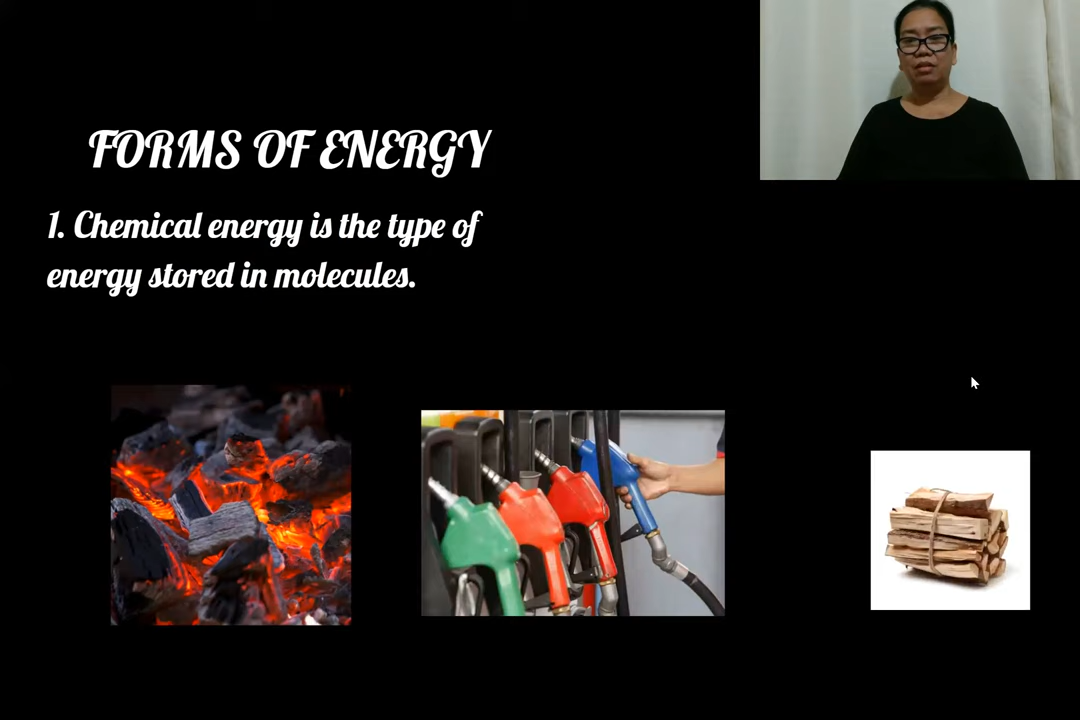 FORMS OF ENERGY
1. Chemical energy is the type of
energy stored in molecules.